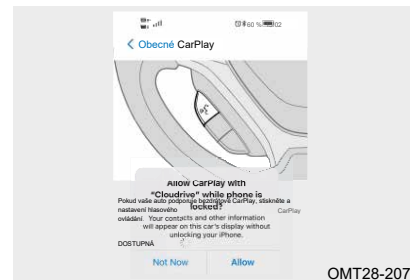 60 %
02
Obecné CarPlay
Allow CarPlay with
"Cloudrive" while phone is
locked?
Pokud vaše auto podporuje bezdrátové CarPlay, stiskněte a
nastavení hlasového
CarPlay
ovládání.
Your contacts and other information
will appear on this car's display without
unlocking your iPhone.
DOSTUPNÁ
Not Now Allow
OMT28-207